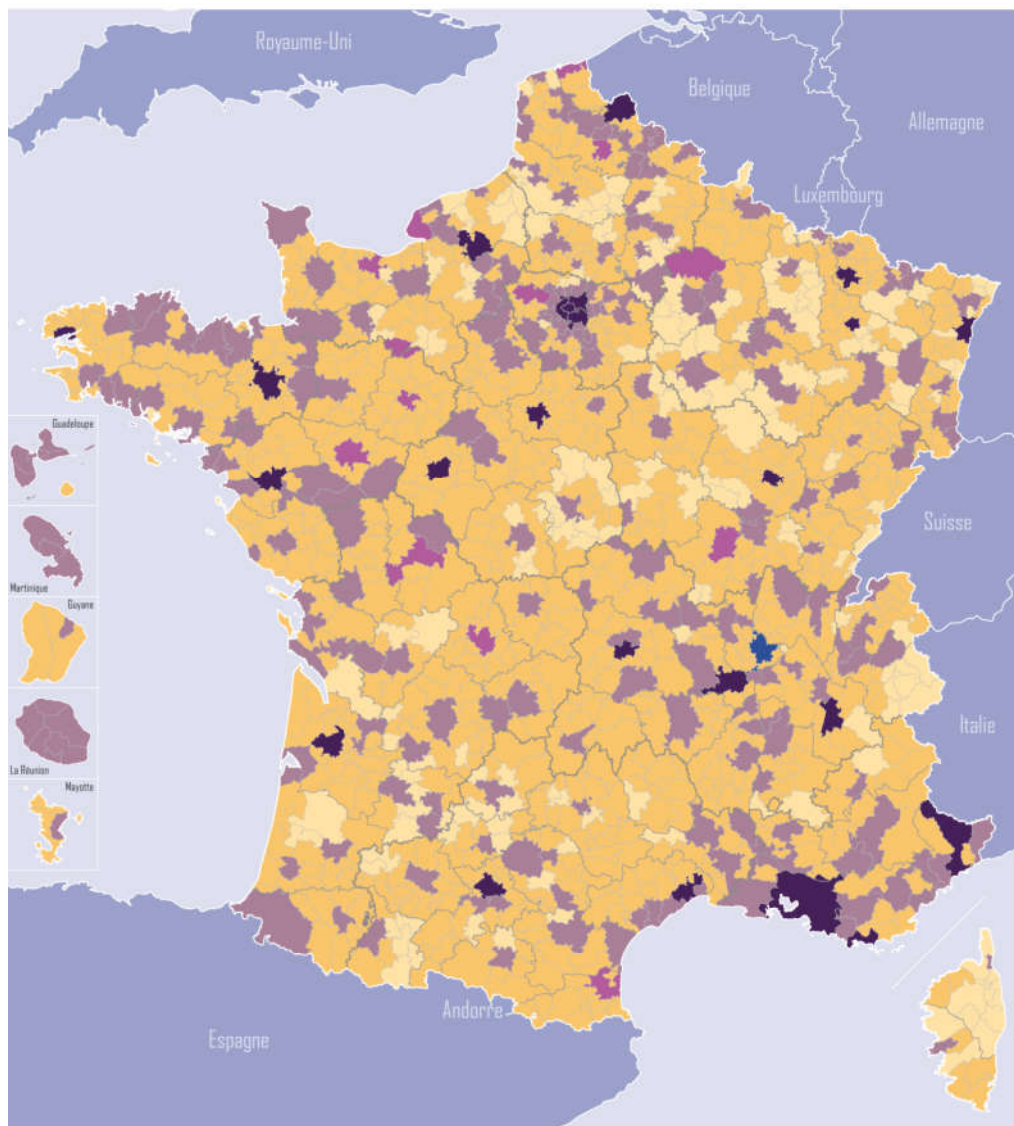 Royaume-Uni
Belgique
Allemagne
Luxembourg
Guadeloupe
Suisse
Martinique
Guyane
Italie
La Réunion
Mayotte
Andorre
Espagne